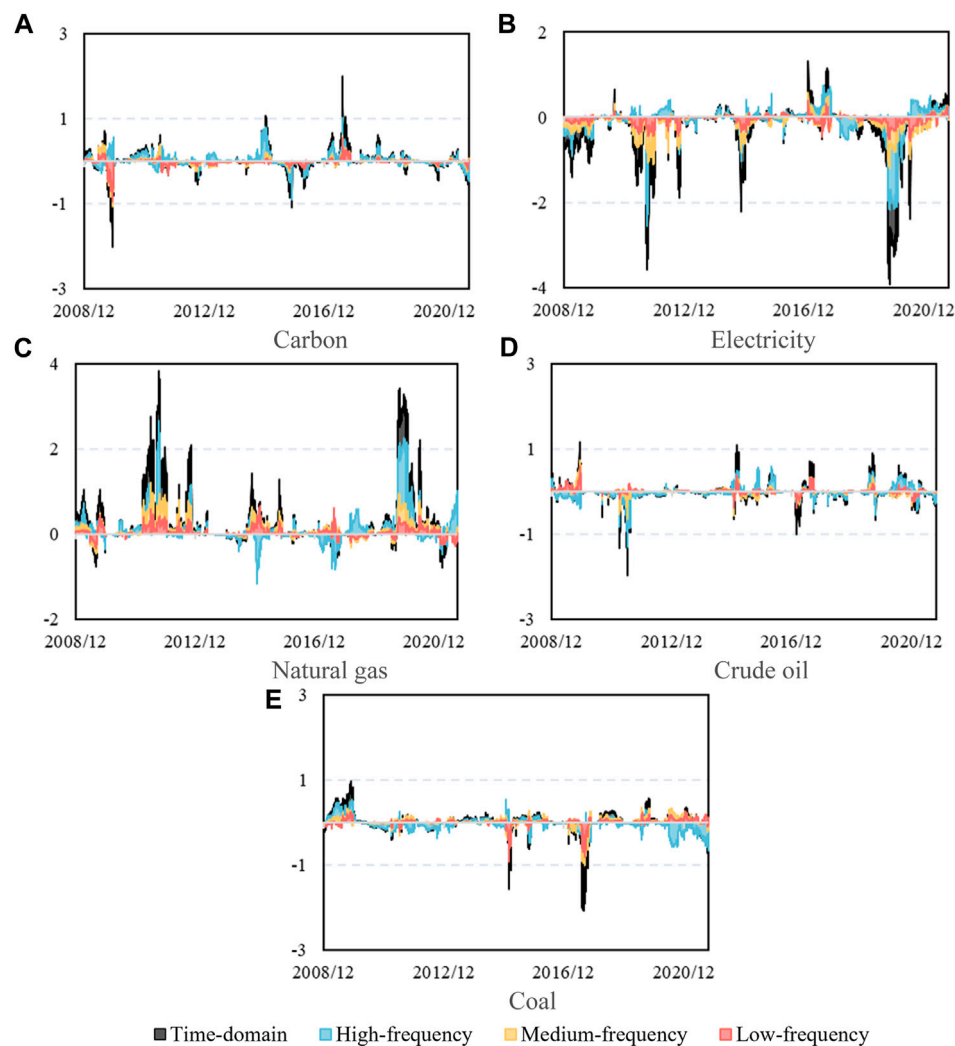 A
3
1
-1
-3
2008/12 2012/12 2016/12 2020/12
Carbon
B
2
0
-2
-4
2008/12 2012/12 2016/12 2020/12
Electricity
C
4
2
0
-2
2008/12 2012/12 2016/12 2020/12
Natural gas
D
3
1
-1
-3
2008/12 2012/12 2016/12 2020/12
Crude oil
E
3
1
-1
-3
2008/12 2012/12 2016/12 2020/12
Coal
Time-domain High-frequency Medium-frequency Low-frequency